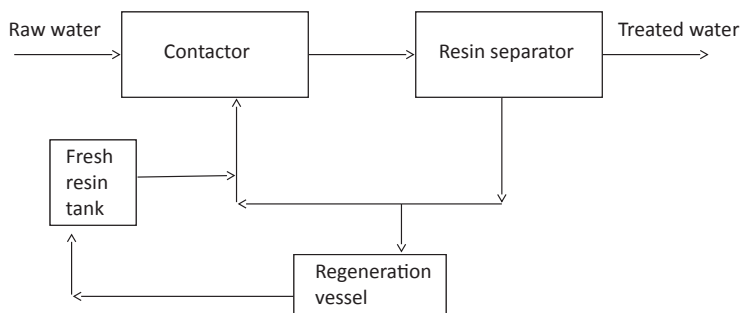 Raw water
Contactor
Resin separator
Treated water
Fresh
resin
tank
Regeneration
vessel